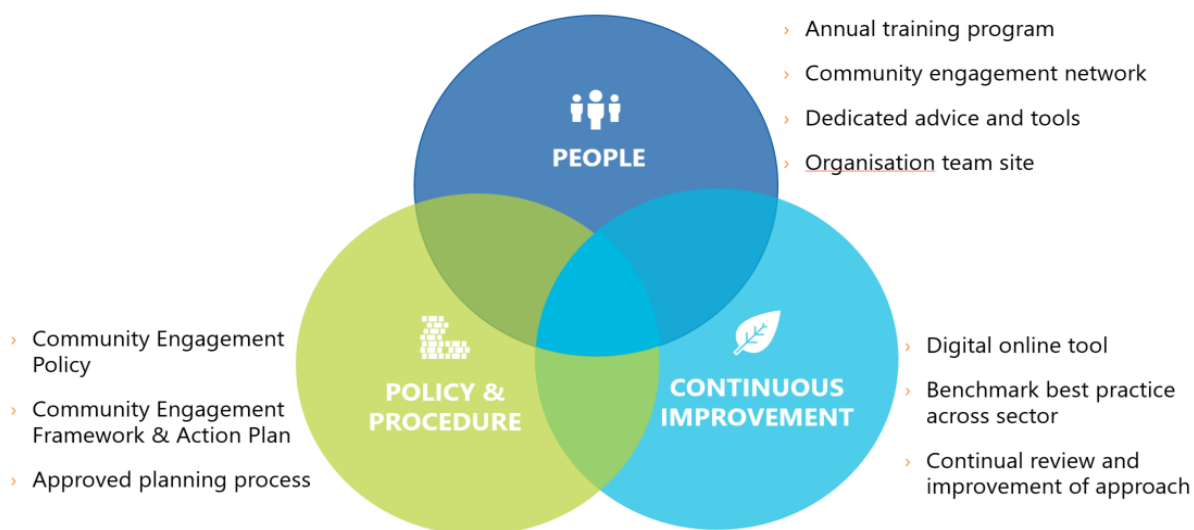 Annual training program
Community engagement network
Dedicated advice and tools
Organisation team site
PEOPLE
Community Engagement
Policy
Community Engagement
Framework & Action Plan
Approved planning process
POLICY &
PROCEDURE
CONTINUOUS
IMPROVEMENT
Digital online tool
Benchmark best practice
across sector
Continual review and
improvement of approach